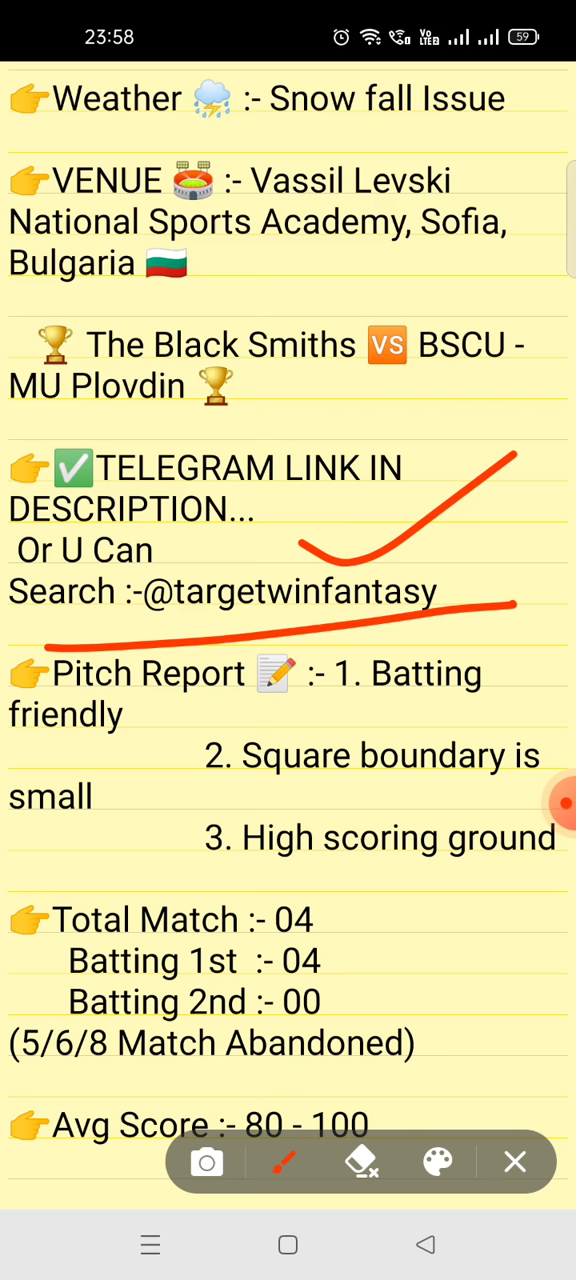 23:58
Vo LTE2
59
👉Weather ⛈️ :- Snow fall Issue
👉VENUE 🏟️ :- Vassil Levski
National Sports Academy, Sofia,
Bulgaria 🇧🇬
🏆 The Black Smiths 🆚 BSCU -
MU Plovdin 🏆
👉✅TELEGRAM LINK IN
DESCRIPTION...
Or U Can
Search :-@targetwinfantasy
👉Pitch Report 📝 :- 1. Batting
friendly
2. Square boundary is
small
3. High scoring ground
👉Total Match :- 04
Batting 1st :- 04
Batting 2nd :- 00
(5/6/8 Match Abandoned)
👉Avg Score :- 80 - 100